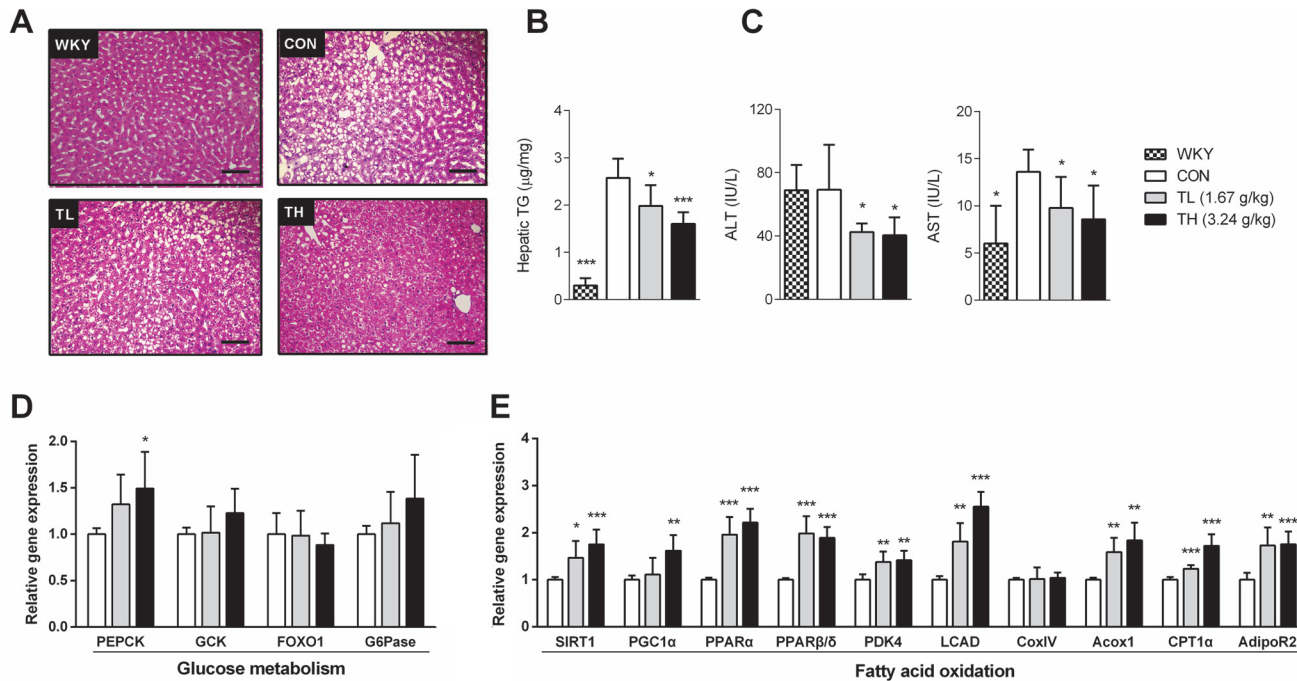 A
WKY
CON
TL
TH
B
Hepatic TG (µg/mg)
4
3
2
1
0
***
*
***
C
ALT (IU/L)
120
80
40
0
*
*
AST (IU/L)
20
15
10
5
0
*
*
*
WKY
CON
TL (1.67 g/kg)
TH (3.24 g/kg)
D
Relative gene expression
2.0
1.5
1.0
0.5
0.0
*
PEPCK GCK FOXO1 G6Pase
Glucose metabolism
E
Relative gene expression
4
3
2
1
0
* *** ** *** *** *** *** ** ** ** *** ** ** *** *** ** ***
SIRT1 PGC1α PPARα PPARβ/δ PDK4 LCAD CoxIV Acox1 CPT1α AdipoR2
Fatty acid oxidation